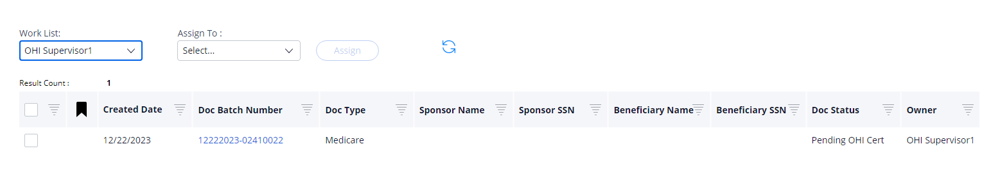 Work List:
Assign To :
OHI Supervisor1
Select...
Assign
Result Count :
1
Created Date
Doc Batch Number
Doc Type
Sponsor Name
Sponsor SSN
Beneficiary Name
Beneficiary SSN
Doc Status
Owner
12/22/2023
12222023-02410022
Medicare
Pending OHI Cert
OHI Supervisor1